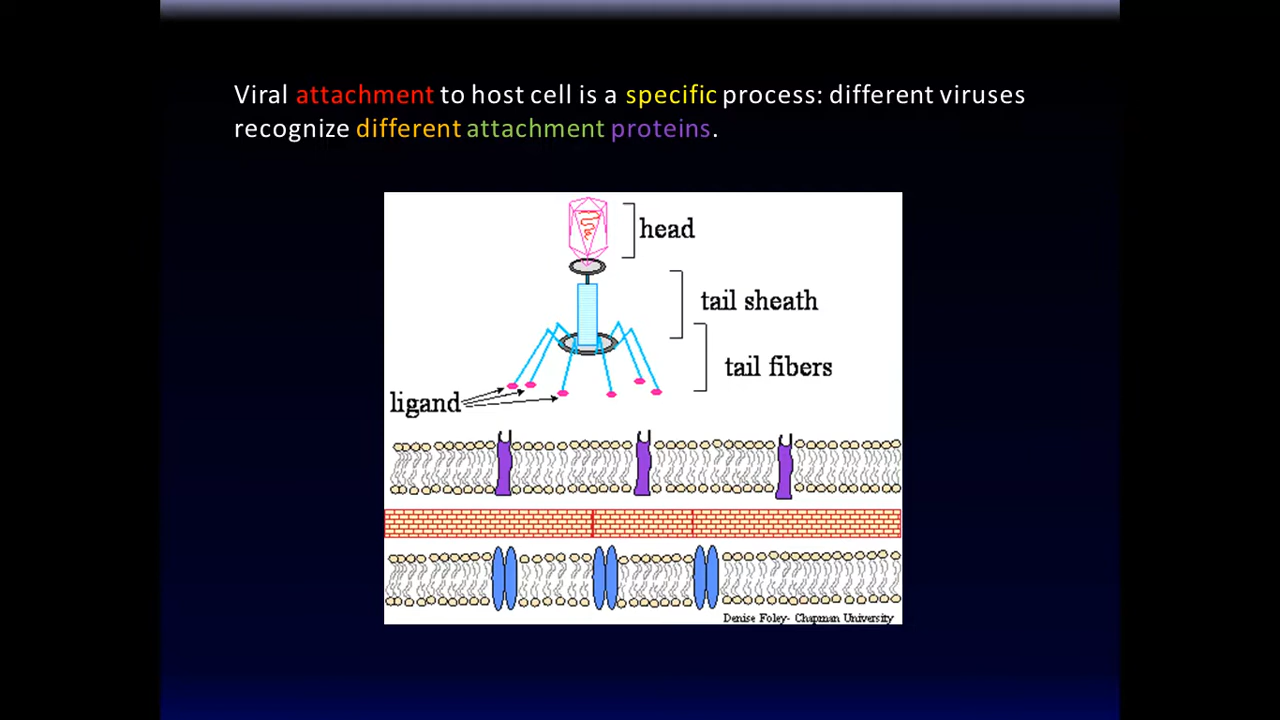 Viral attachment to host cell is a specific process: different viruses
recognize different attachment proteins.
head
tail sheath
tail fibers
ligand
Denise Foley- Chapman University